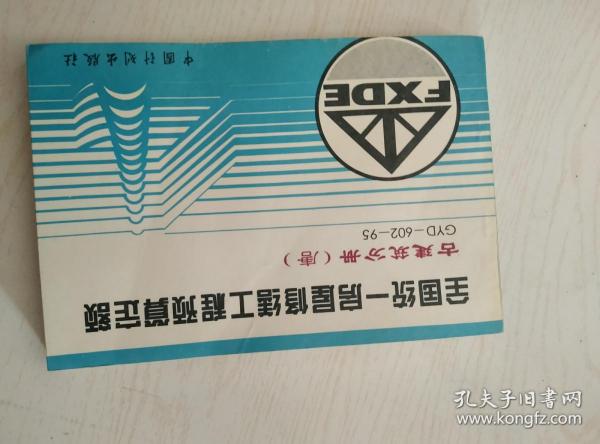 全国统一房屋修缮工程预算定额
古建筑分册（唐）
GYD－602－95
FXDE
中国计划出版社
孔夫子旧书网
www.kongfz.com